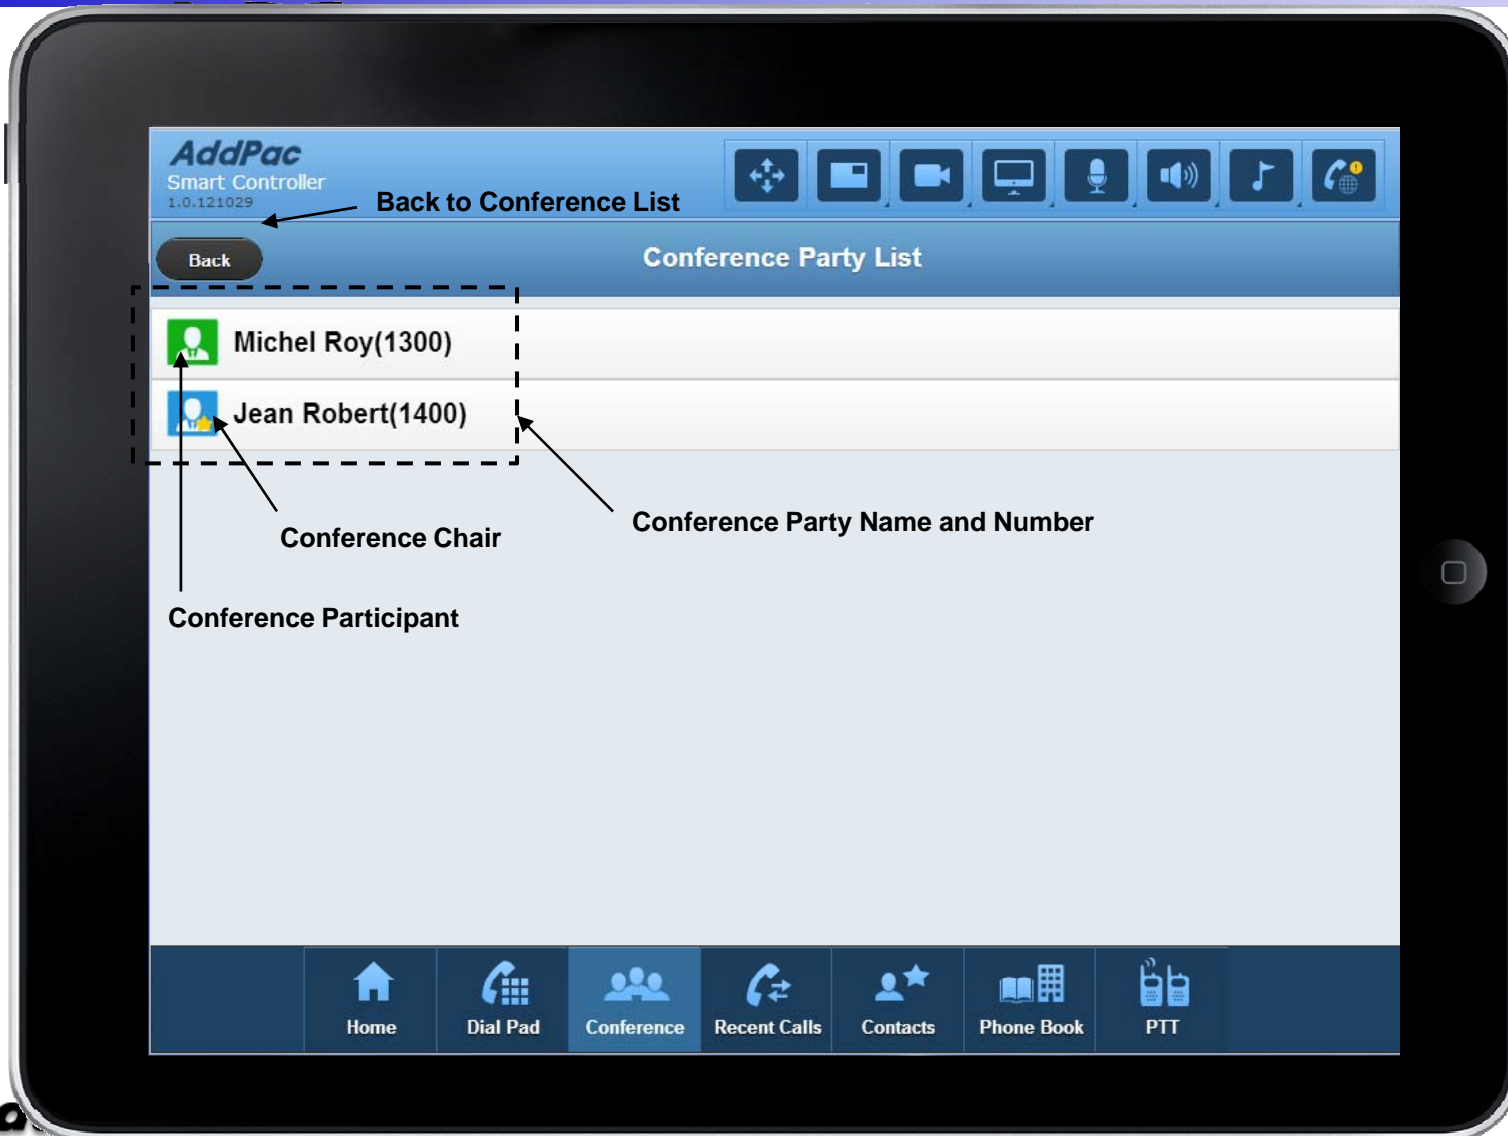 AddPac
Smart Controller
1.0.121029
Back to Conference List
Back
Conference Party List
Michel Roy(1300)
Jean Robert(1400)
Conference Chair
Conference Party Name and Number
Conference Participant
Home
Dial Pad
Conference
Recent Calls
Contacts
Phone Book
PTT